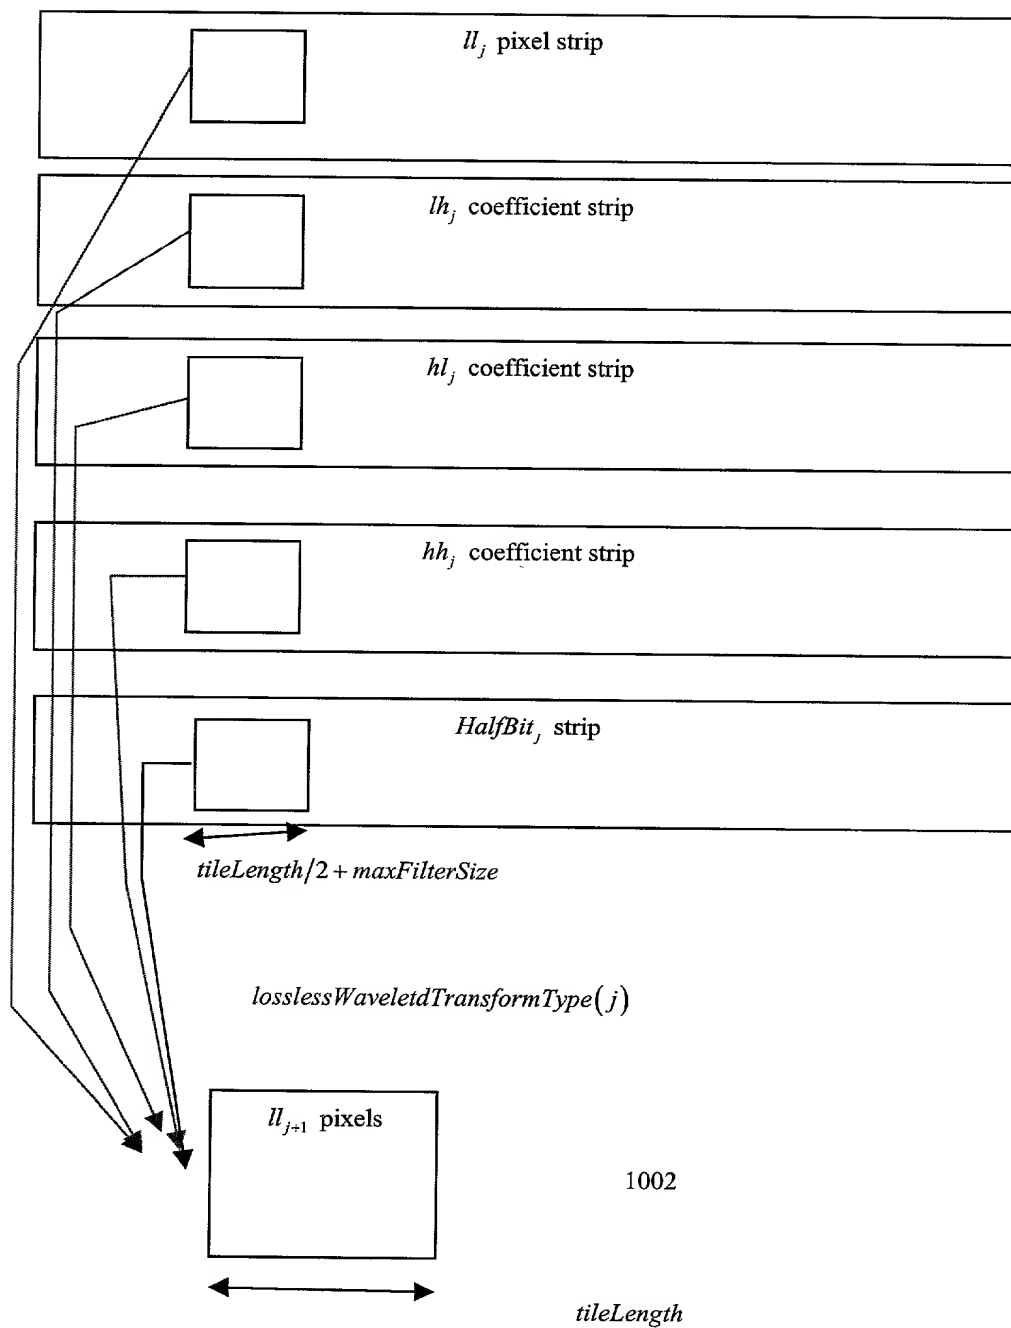 ll_j pixel strip
lh_j coefficient strip
hl_j coefficient strip
hh_j coefficient strip
HalfBit_j strip
tileLength/2 + maxFilterSize
losslessWaveletdTransformType(j)
ll_{j+1} pixels
1002
tileLength